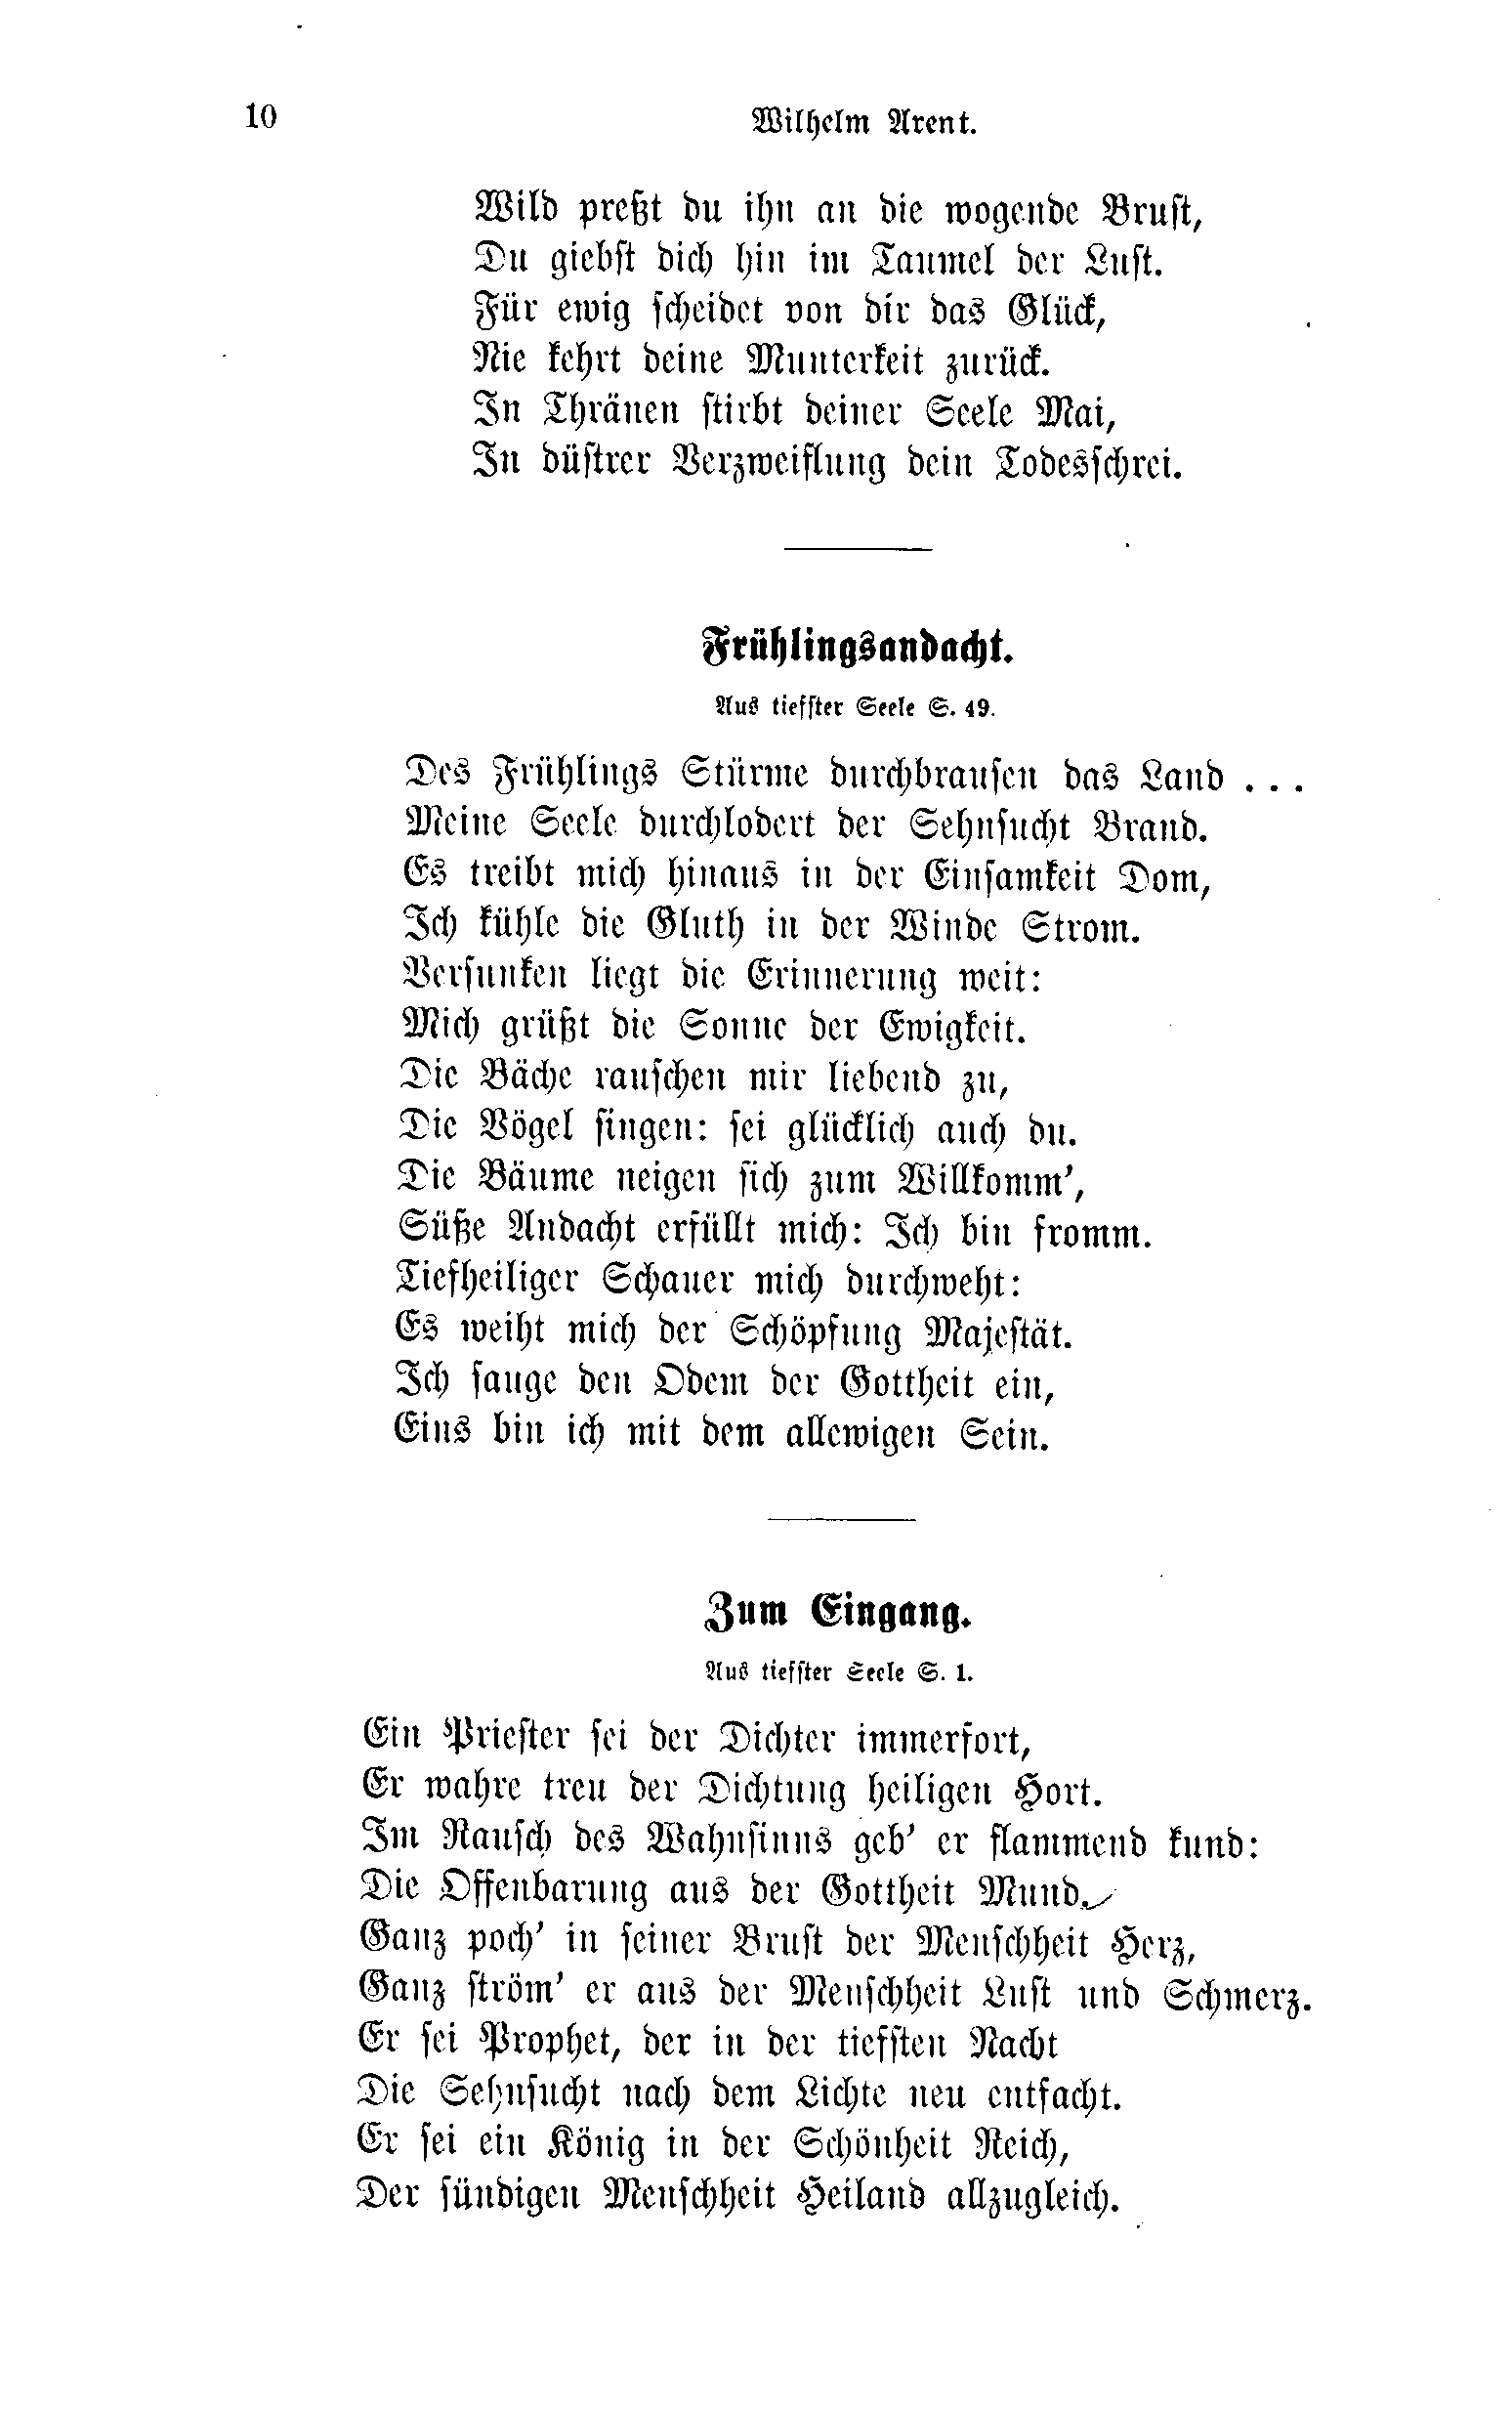 10
Wilhelm Arent.
Wild preßt du ihn an die wogende Brust,
Du giebst dich hin im Taumel der Lust.
Für ewig scheidet von dir das Glück,
Nie kehrt deine Munterkeit zurück.
In Thränen stirbt deiner Seele Mai,
In düstrer Verzweiflung dein Todesschrei.
Frühlingsandacht.
Aus tiefster Seele S. 49.
Des Frühlings Stürme durchbrausen das Land . . .
Meine Seele durchlodert der Sehnsucht Brand.
Es treibt mich hinaus in der Einsamkeit Dom,
Ich kühle die Gluth in der Winde Strom.
Versunken liegt die Erinnerung weit:
Mich grüßt die Sonne der Ewigkeit.
Die Bäche rauschen mir liebend zu,
Die Vögel singen: sei glücklich auch du.
Die Bäume neigen sich zum Willkomm’,
Süße Andacht erfüllt mich: Ich bin fromm.
Tiefheiliger Schauer mich durchweht:
Es weiht mich der Schöpfung Majestät.
Ich sauge den Odem der Gottheit ein,
Eins bin ich mit dem allewigen Sein.
Zum Eingang.
Aus tiefster Seele S. 1.
Ein Priester sei der Dichter immerfort,
Er wahre treu der Dichtung heiligen Hort.
Im Rausch des Wahnsinns geb’ er flammend kund:
Die Offenbarung aus der Gottheit Mund.
Ganz poch’ in seiner Brust der Menschheit Herz,
Ganz ström’ er aus der Menschheit Lust und Schmerz.
Er sei Prophet, der in der tiefsten Nacht
Die Sehnsucht nach dem Lichte neu entfacht.
Er sei ein König in der Schönheit Reich,
Der sündigen Menschheit Heiland allzugleich.